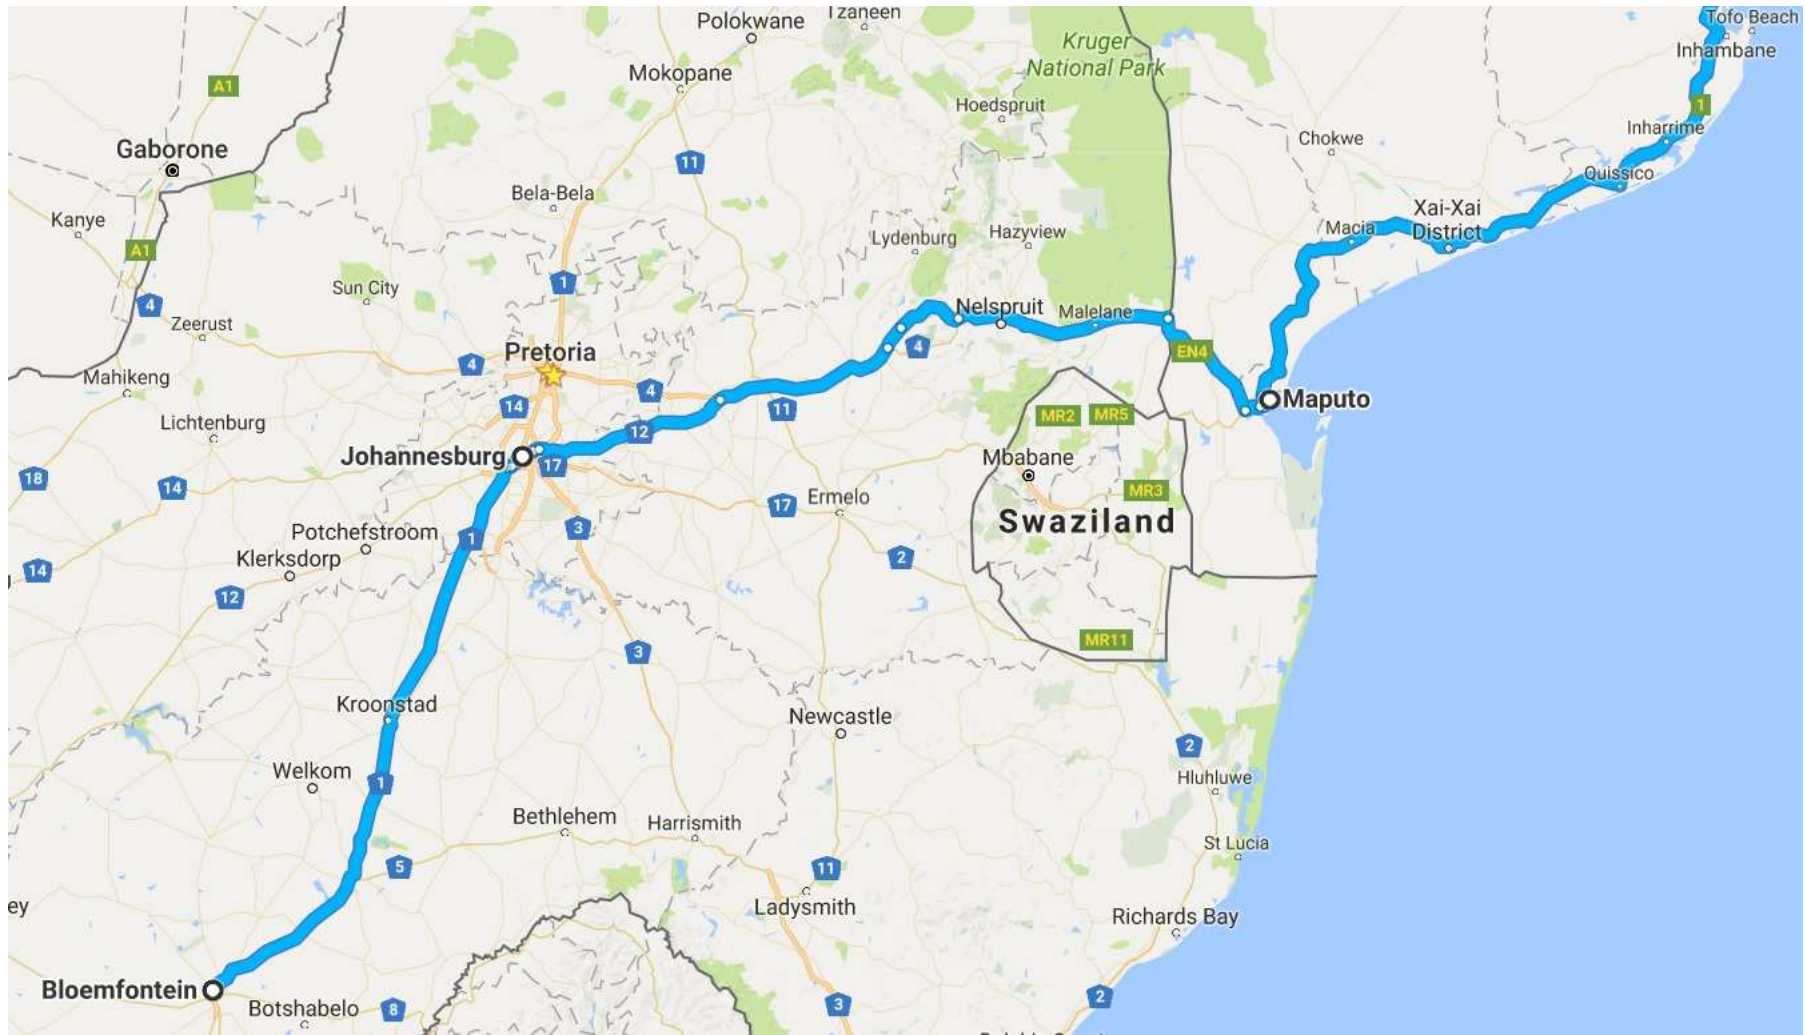 Tzaneen
Tofo Beach
Polokwane
Inhambane
Kruger
National Park
Mokopane
A1
Hoedspruit
1
Inharrime
Chokwe
Gaborone
11
Quissico
Bela-Bela
Xai-Xai
District
Kanye
Macia
Hazyview
Lydenburg
A1
1
Sun City
4
Nelspruit
Malelane
Zeerust
4
EN4
Pretoria
4
4
Mahikeng
Maputo
14
11
MR2
MR5
Lichtenburg
12
Johannesburg
17
Mbabane
18
14
MR3
Ermelo
17
Swaziland
Potchefstroom
1
3
Klerksdorp
2
14
12
MR11
3
Kroonstad
Newcastle
2
Welkom
Hluhluwe
1
Bethlehem
Harrismith
St Lucia
5
11
ey
Ladysmith
Richards Bay
Bloemfontein
2
Botshabelo
8
3